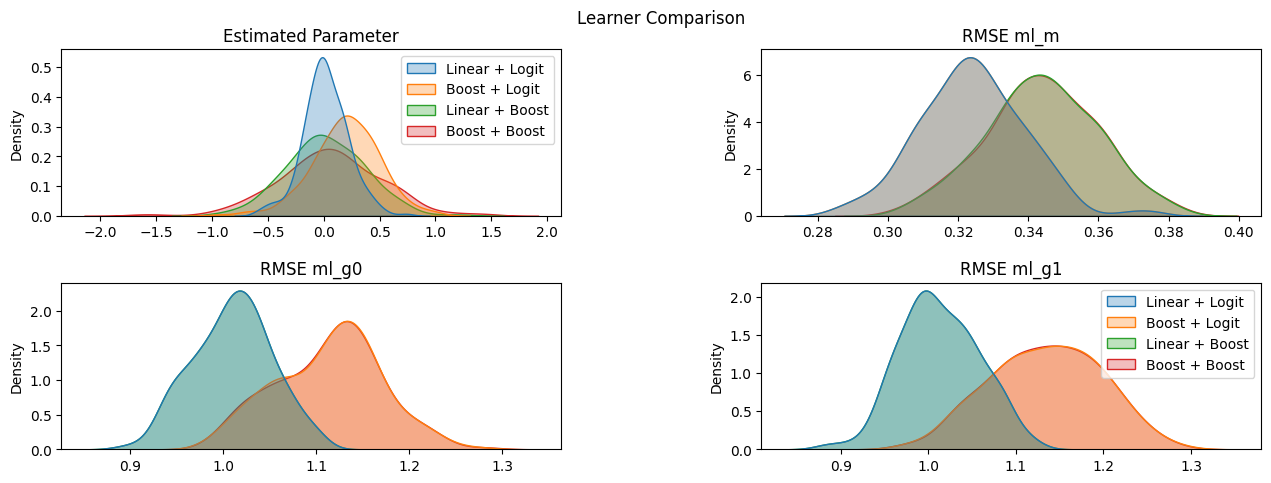 Learner Comparison
Estimated Parameter
Density
0.5
0.4
0.3
0.2
0.1
0.0
−2.0 −1.5 −1.0 −0.5 0.0 0.5 1.0 1.5 2.0
Linear + Logit
Boost + Logit
Linear + Boost
Boost + Boost
RMSE ml_m
Density
6
4
2
0
0.28 0.30 0.32 0.34 0.36 0.38 0.40
RMSE ml_g0
Density
2.0
1.5
1.0
0.5
0.0
0.9 1.0 1.1 1.2 1.3
RMSE ml_g1
Density
2.0
1.5
1.0
0.5
0.0
0.9 1.0 1.1 1.2 1.3
Linear + Logit
Boost + Logit
Linear + Boost
Boost + Boost